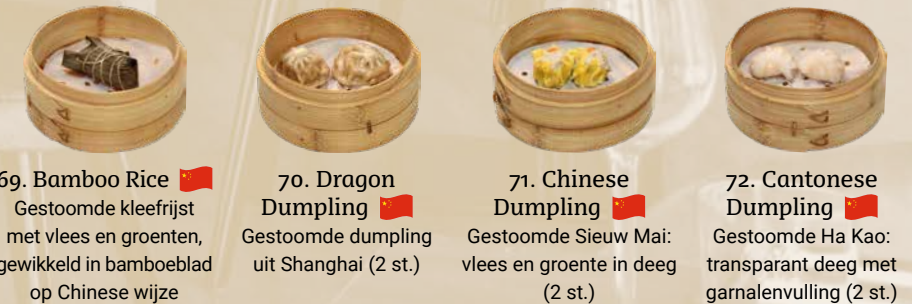 69. Bamboo Rice
Gestoomde kleefrijst
met vlees en groenten,
gewikkeld in bamboeblad
op Chinese wijze
70. Dragon
Dumpling
Gestoomde dumpling
uit Shanghai (2 st.)
71. Chinese
Dumpling
Gestoomde Sieuw Mai:
vlees en groente in deeg
(2 st.)
72. Cantonese
Dumpling
Gestoomde Ha Kao:
transparant deeg met
garnalenvulling (2 st.)